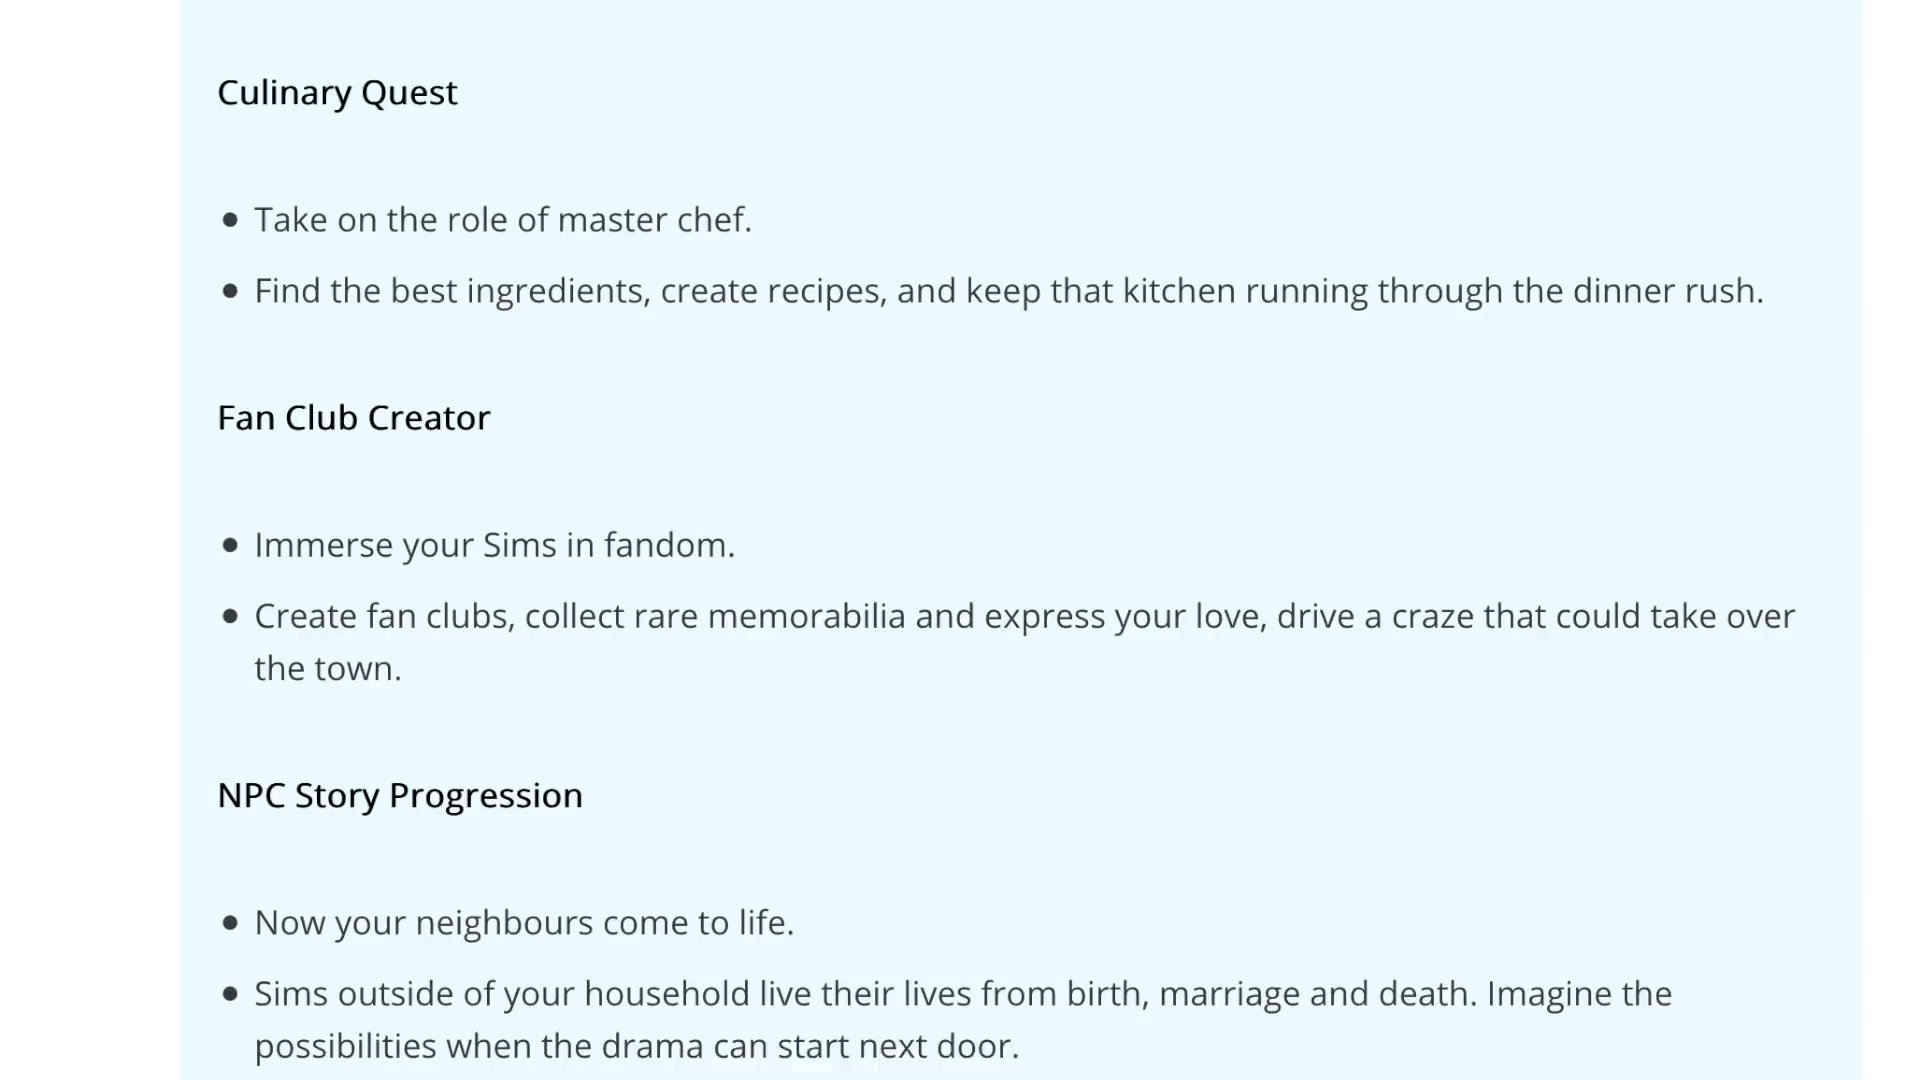 Culinary Quest
● Take on the role of master chef.
● Find the best ingredients, create recipes, and keep that kitchen running through the dinner rush.
Fan Club Creator
● Immerse your Sims in fandom.
● Create fan clubs, collect rare memorabilia and express your love, drive a craze that could take over
the town.
NPC Story Progression
● Now your neighbours come to life.
● Sims outside of your household live their lives from birth, marriage and death. Imagine the
possibilities when the drama can start next door.